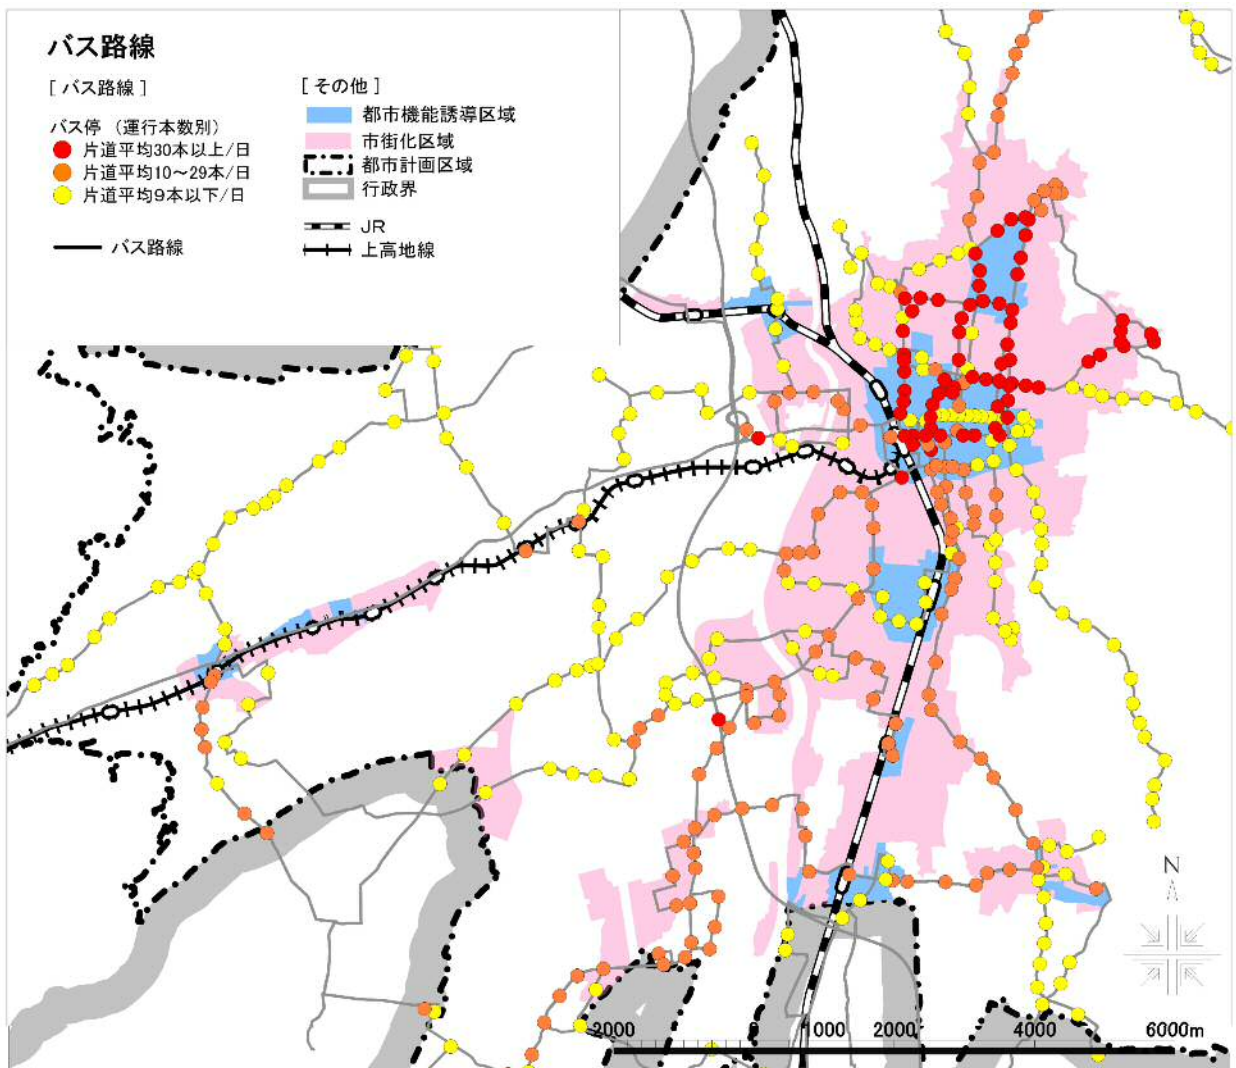 バス路線
[ バス路線 ]
バス停 (運行本数別)
片道平均30本以上/日
片道平均10~29本/日
片道平均9本以下/日
バス路線
[ その他 ]
都市機能誘導区域
市街化区域
都市計画区域
行政界
JR
上高地線
N
2000 0 1000 2000 4000 6000m